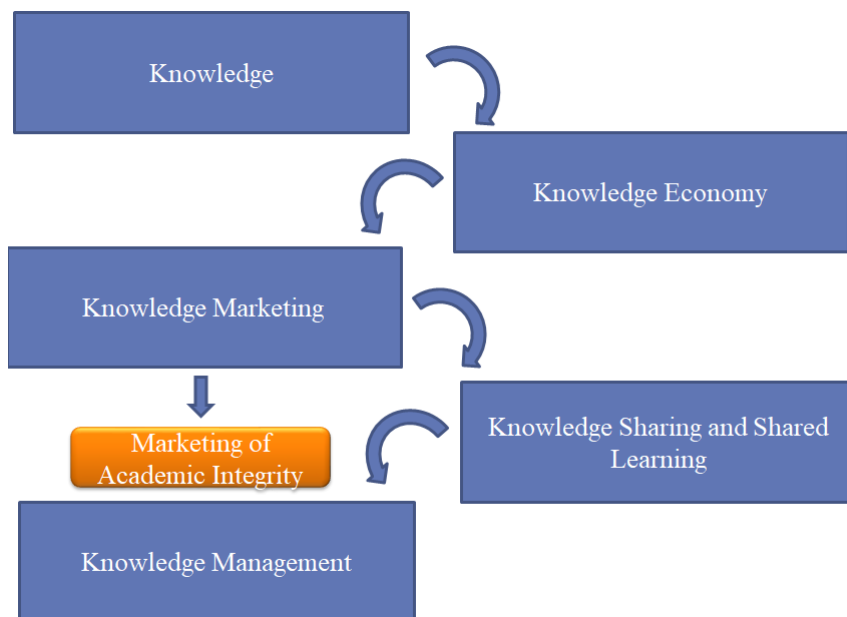 Knowledge
Knowledge Economy
Knowledge Marketing
Knowledge Sharing and Shared
Learning
Marketing of
Academic Integrity
Knowledge Management